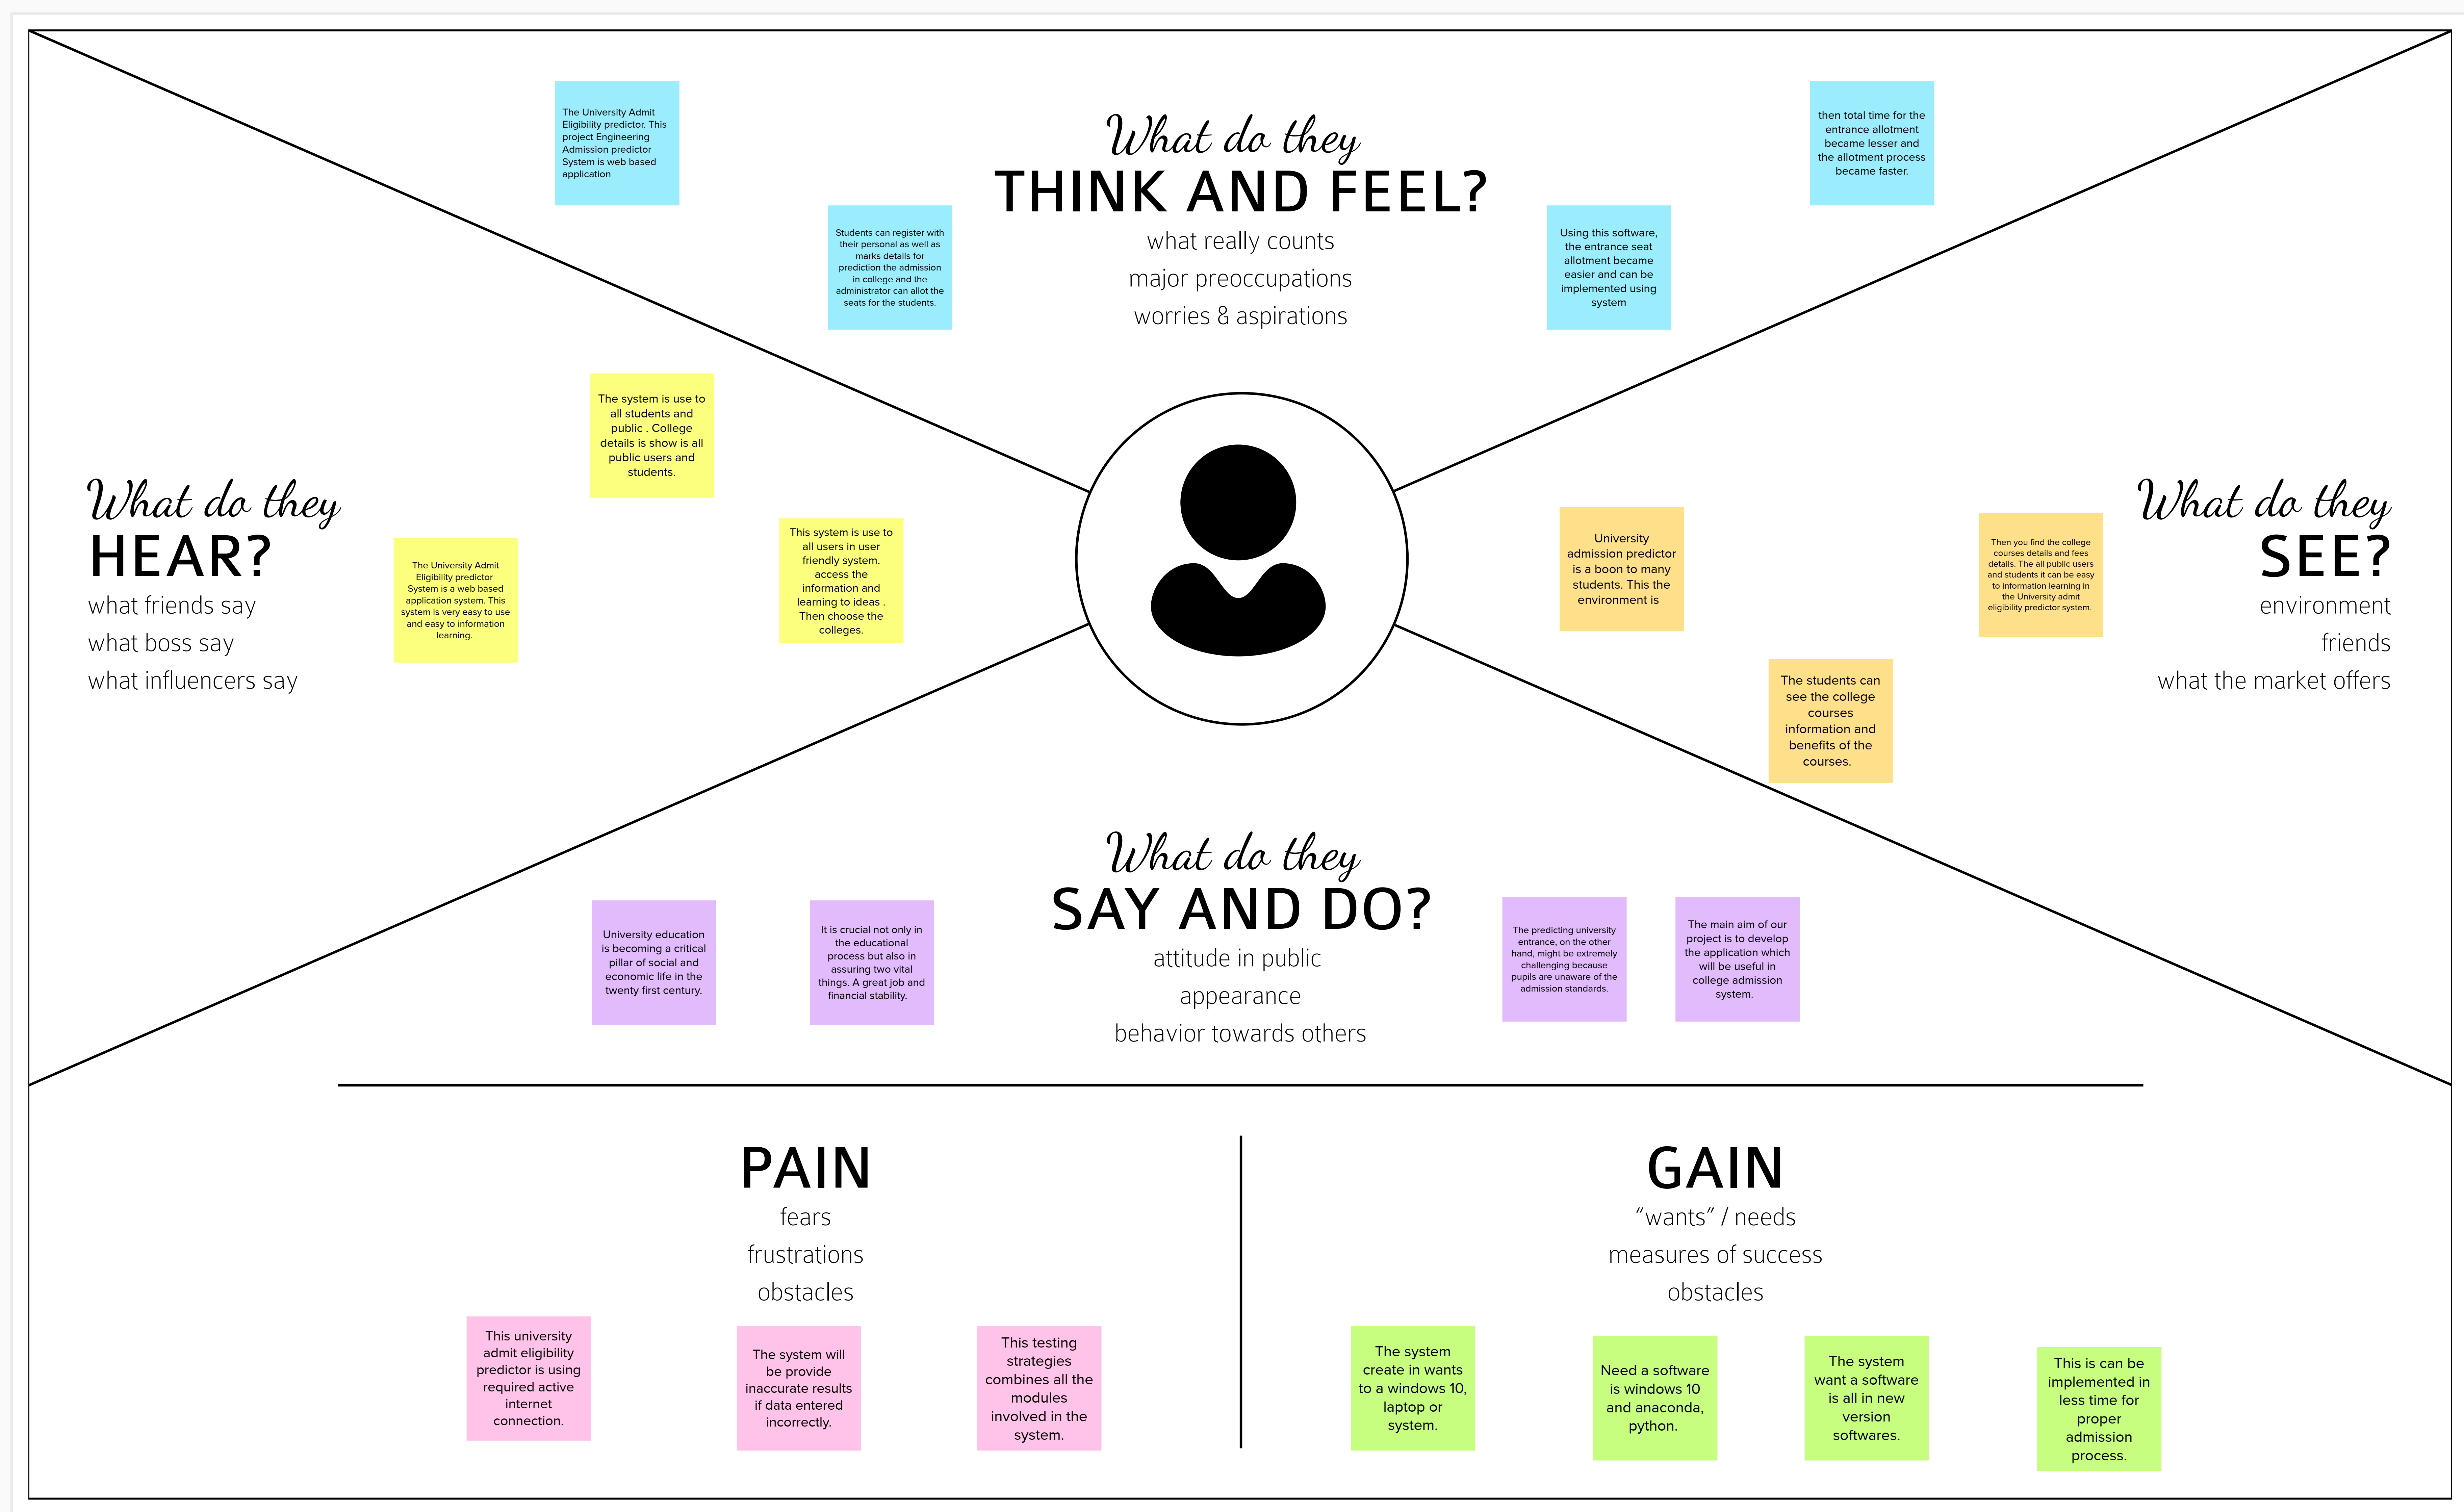 The University Admit
Eligibility predictor. This
project Engineering
Admission predictor
System is web based
application
Students can register with
their personal as well as
marks details for
prediction the admission
in college and the
administrator can allot the
seats for the students.
What do they
THINK AND FEEL?
what really counts
major preoccupations
worries & aspirations
Using this software,
the entrance seat
allotment became
easier and can be
implemented using
system
then total time for the
entrance allotment
became lesser and
the allotment process
became faster.
What do they
HEAR?
what friends say
what boss say
what influencers say
The University Admit
Eligibility predictor
System is a web based
application system. This
system is very easy to use
and easy to information
learning.
The system is use to
all students and
public . College
details is show is all
public users and
students.
This system is use to
all users in user
friendly system.
access the
information and
learning to ideas .
Then choose the
colleges.
University
admission predictor
is a boon to many
students. This the
environment is
The students can
see the college
courses
information and
benefits of the
courses.
Then you find the college
courses details and fees
details. The all public users
and students it can be easy
to information learning in
the University admit
eligibility predictor system.
What do they
SEE?
environment
friends
what the market offers
University education
is becoming a critical
pillar of social and
economic life in the
twenty first century.
It is crucial not only in
the educational
process but also in
assuring two vital
things. A great job and
financial stability.
What do they
SAY AND DO?
attitude in public
appearance
behavior towards others
The predicting university
entrance, on the other
hand, might be extremely
challenging because
pupils are unaware of the
admission standards.
The main aim of our
project is to develop
the application which
will be useful in
college admission
system.
PAIN
fears
frustrations
obstacles
This university
admit eligibility
predictor is using
required active
internet
connection.
The system will
be provide
inaccurate results
if data entered
incorrectly.
This testing
strategies
combines all the
modules
involved in the
system.
GAIN
“wants” / needs
measures of success
obstacles
The system
create in wants
to a windows 10,
laptop or
system.
Need a software
is windows 10
and anaconda,
python.
The system
want a software
is all in new
version
softwares.
This is can be
implemented in
less time for
proper
admission
process.